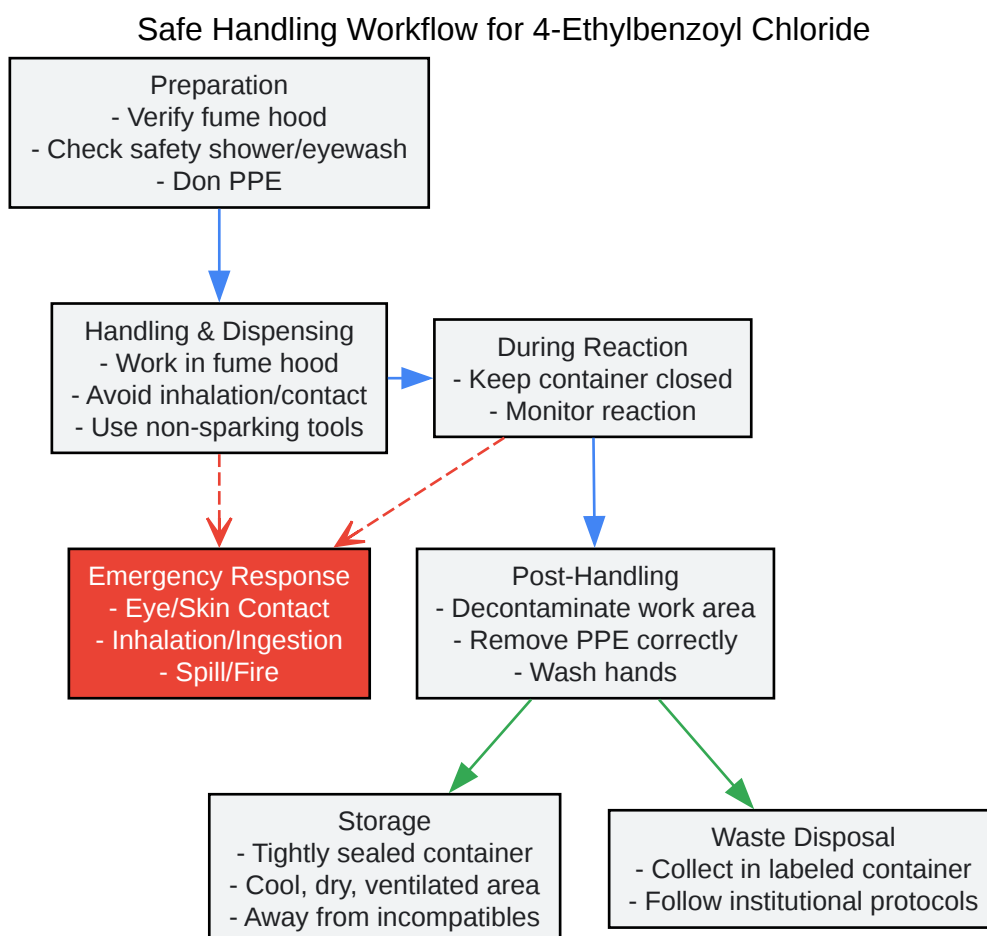 Safe Handling Workflow for 4-Ethylbenzoyl Chloride
Preparation
- Verify fume hood
- Check safety shower/eyewash
- Don PPE
Handling & Dispensing
- Work in fume hood
- Avoid inhalation/contact
- Use non-sparking tools
During Reaction
- Keep container closed
- Monitor reaction
Emergency Response
- Eye/Skin Contact
- Inhalation/Ingestion
- Spill/Fire
Post-Handling
- Decontaminate work area
- Remove PPE correctly
- Wash hands
Storage
- Tightly sealed container
- Cool, dry, ventilated area
- Away from incompatibles
Waste Disposal
- Collect in labeled container
- Follow institutional protocols